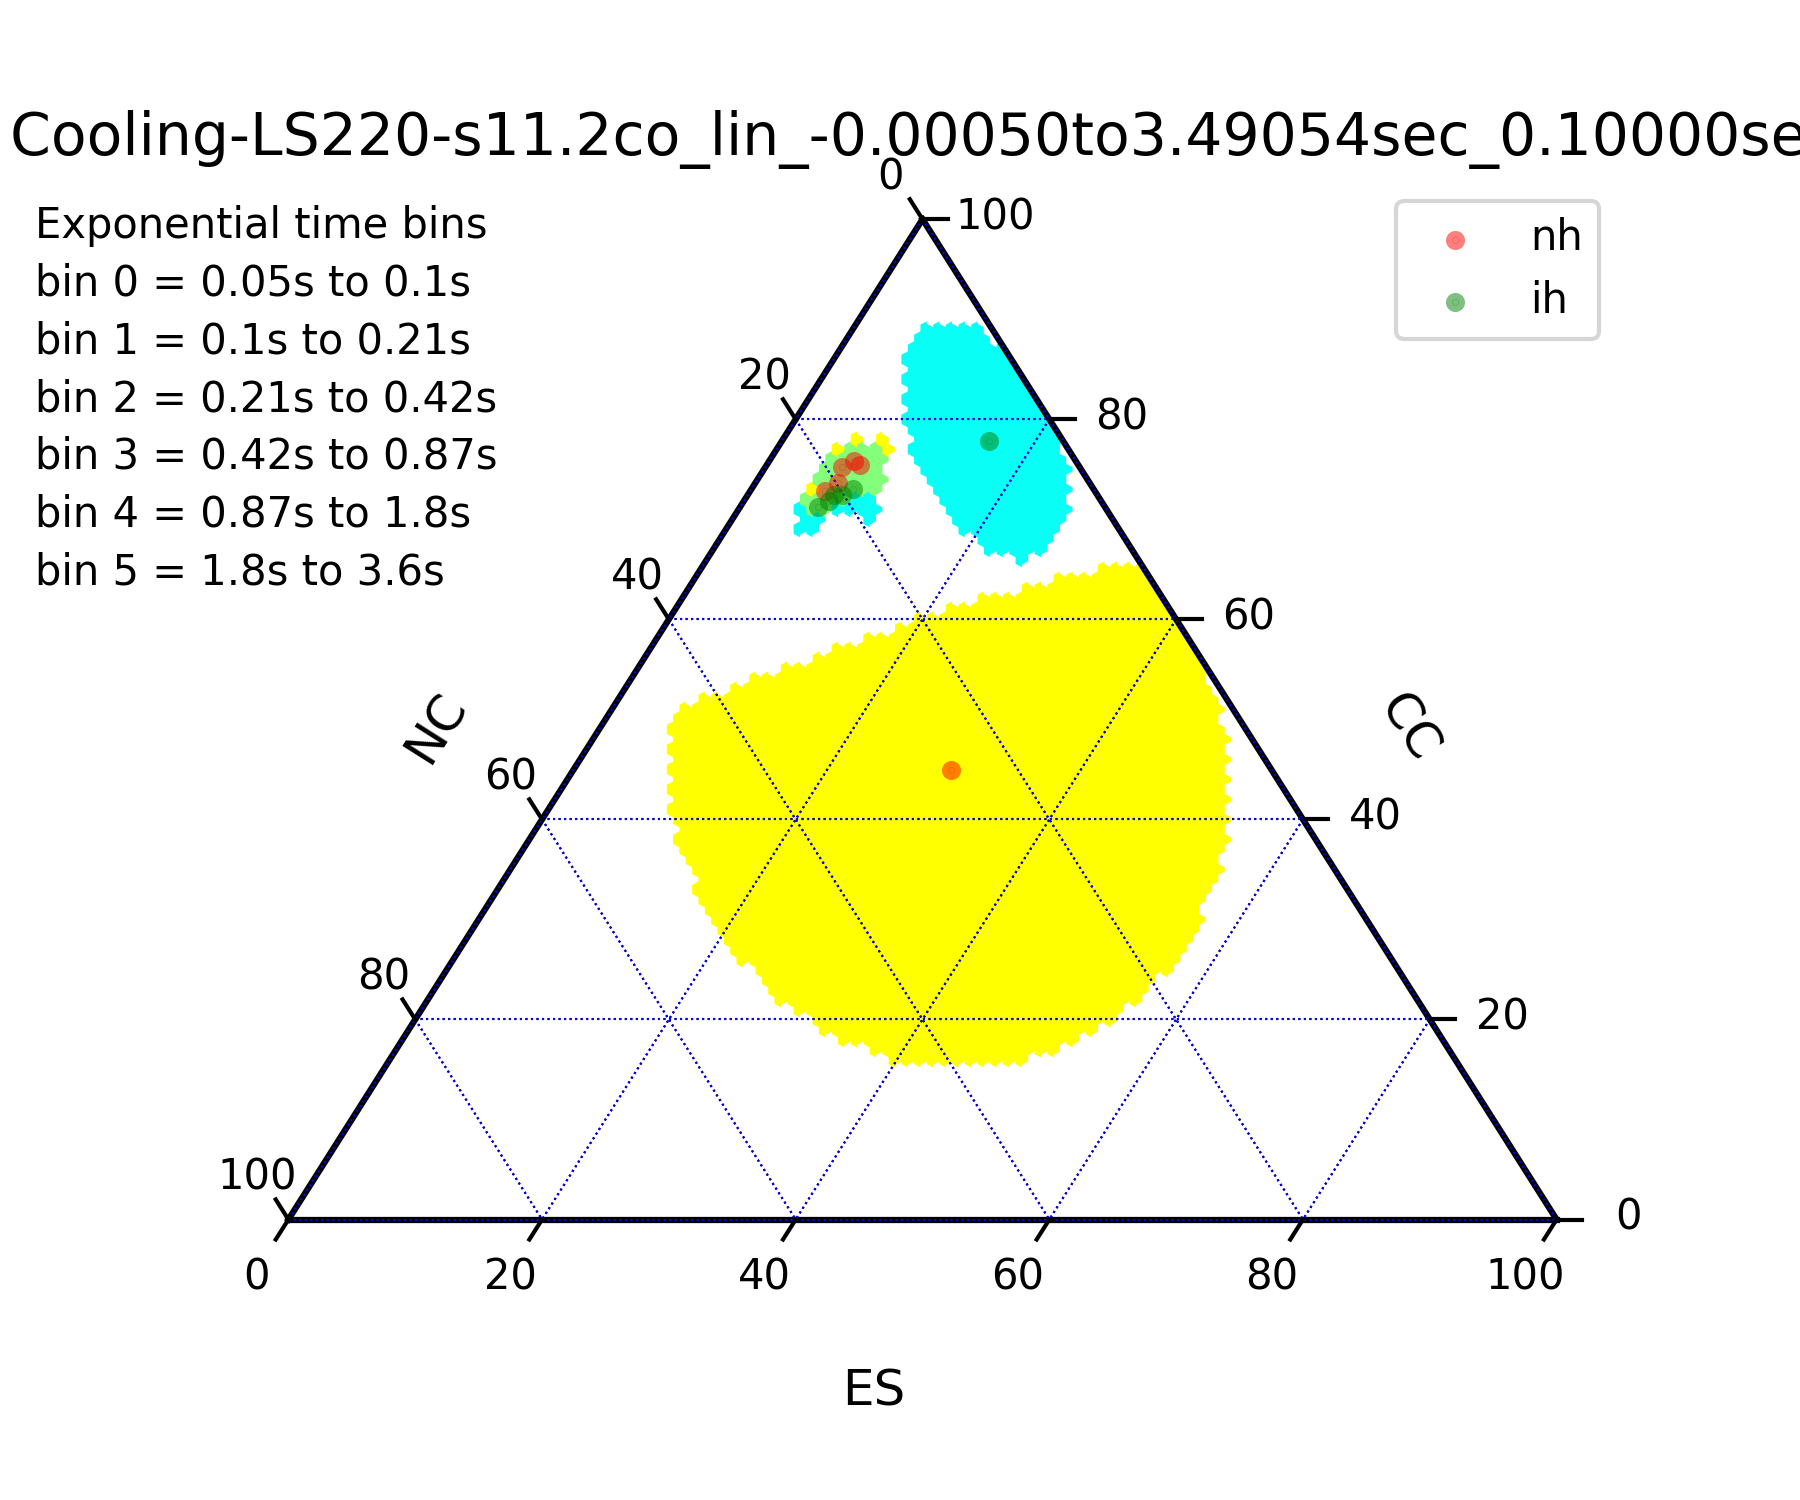 Cooling-LS220-s11.2co_lin_-0.00050to3.49054sec_0.10000se
Exponential time bins
bin 0 = 0.05s to 0.1s
bin 1 = 0.1s to 0.21s
bin 2 = 0.21s to 0.42s
bin 3 = 0.42s to 0.87s
bin 4 = 0.87s to 1.8s
bin 5 = 1.8s to 3.6s
nh
ih
0
20
40
60
80
100
NC
100
80
60
40
20
0
CC
0
20
40
60
80
100
ES